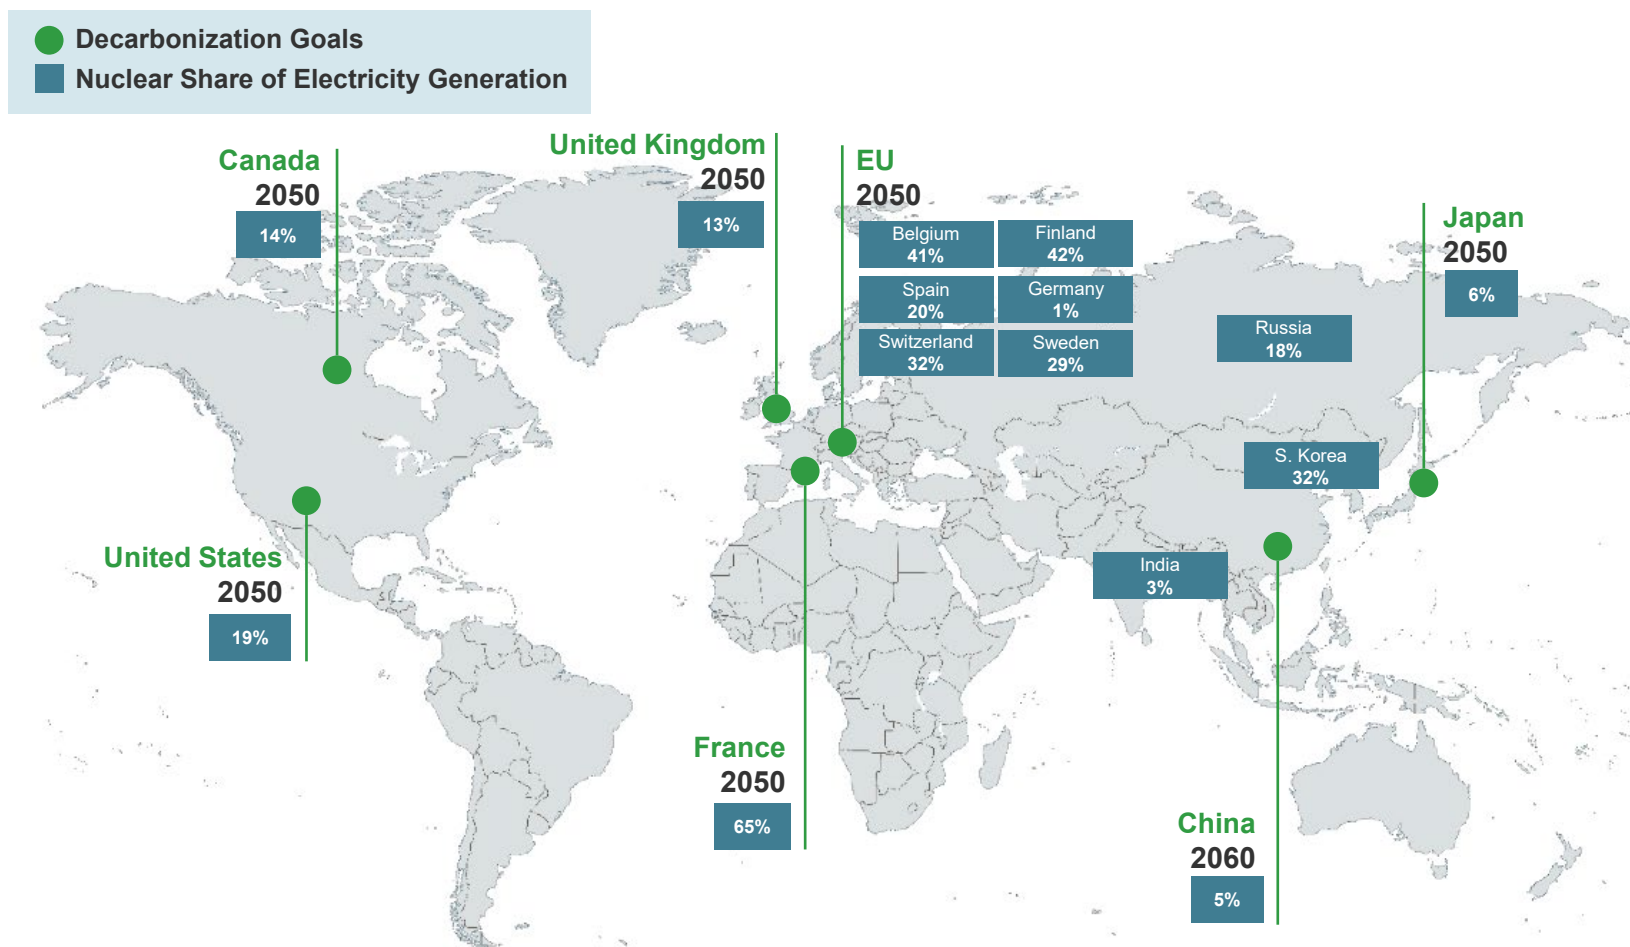 Decarbonization Goals
Nuclear Share of Electricity Generation
Canada
2050
14%
United Kingdom
2050
13%
EU
2050
Belgium
41%
Finland
42%
Spain
20%
Germany
1%
Switzerland
32%
Sweden
29%
Japan
2050
6%
Russia
18%
S. Korea
32%
India
3%
United States
2050
19%
France
2050
65%
China
2060
5%